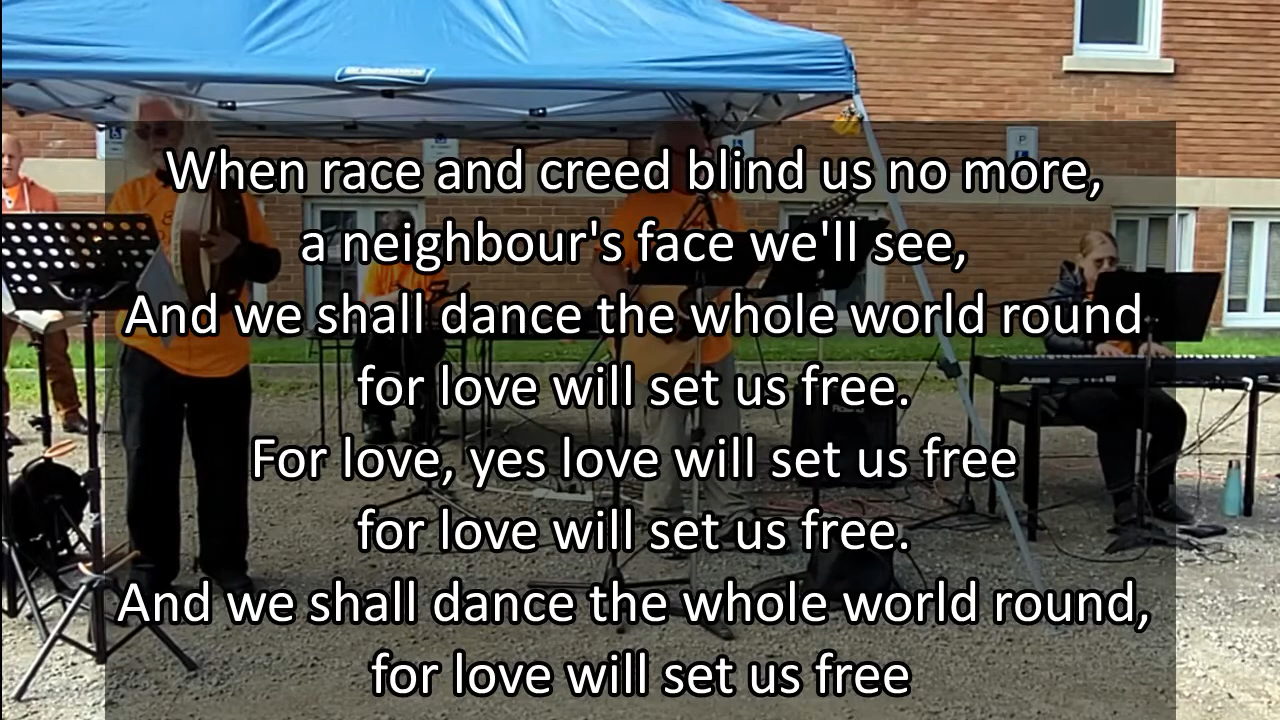 When race and creed blind us no more,
a neighbour's face we'll see,
And we shall dance the whole world round
for love will set us free.
For love, yes love will set us free
for love will set us free.
And we shall dance the whole world round,
for love will set us free